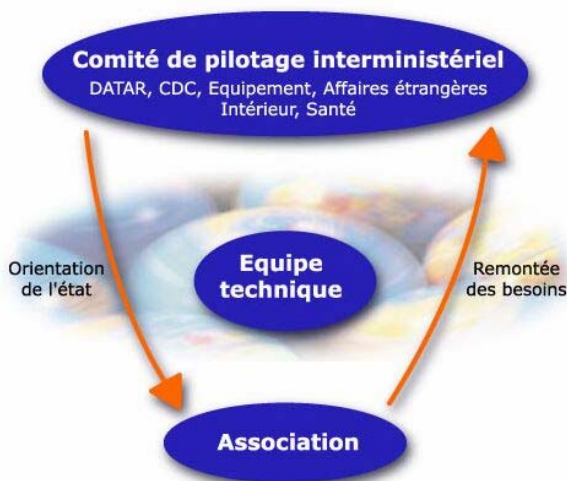 Comité de pilotage interministériel
DATAR, CDC, Equipement, Affaires étrangères
Intérieur, Santé
Orientation
de l'état
Equipe
technique
Remontée
des besoins
Association